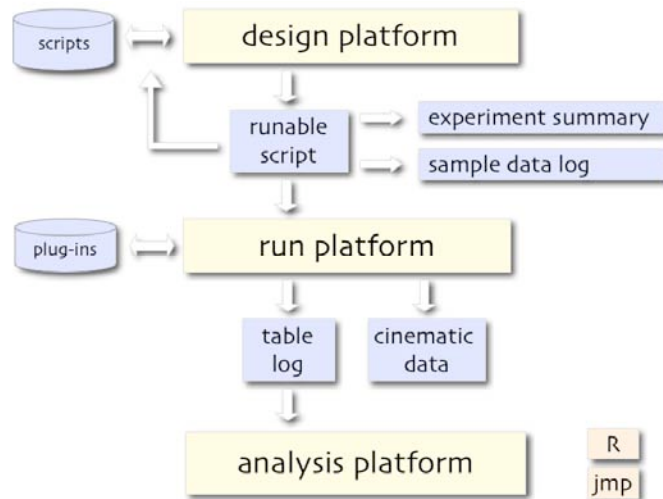 scripts
design platform
runable
script
experiment summary
sample data log
plug-ins
run platform
table
log
cinematic
data
analysis platform
R
jmp